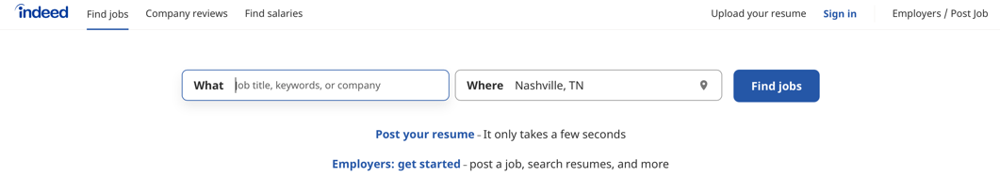 indeed Find jobs Company reviews Find salaries Upload your resume Sign in Employers / Post Job
What Job title, keywords, or company Where Nashville, TN Find jobs
Post your resume – It only takes a few seconds
Employers: get started – post a job, search resumes, and more